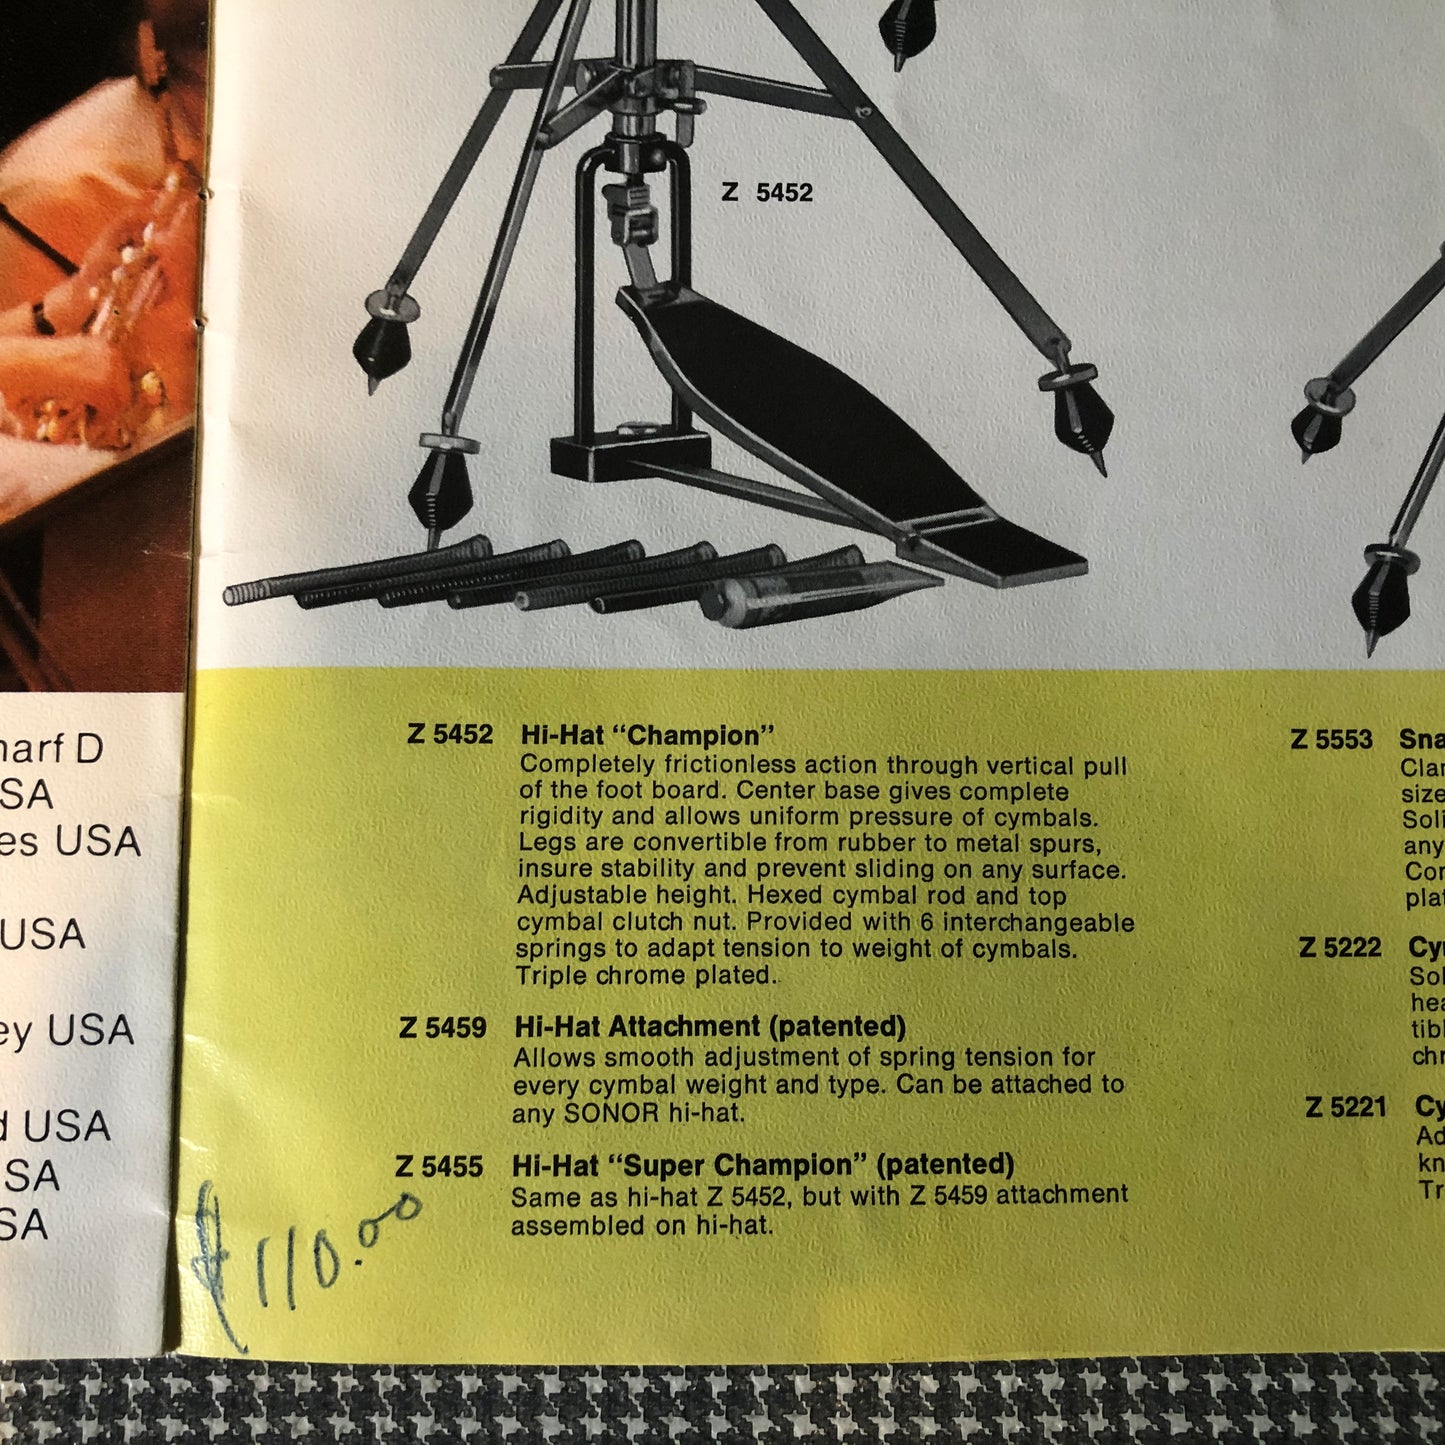 Z 5452
D
USA
USA
USA
USA
Z 5452 Hi-Hat “Champion”
Completely frictionless action through vertical pull
of the foot board. Center base gives complete
rigidity and allows uniform pressure of cymbals.
Legs are convertible from rubber to metal spurs,
insure stability and prevent sliding on any surface.
Adjustable height. Hexed cymbal rod and top
cymbal clutch nut. Provided with 6 interchangeable
springs to adapt tension to weight of cymbals.
Triple chrome plated.
Z 5459 Hi-Hat Attachment (patented)
Allows smooth adjustment of spring tension for
every cymbal weight and type. Can be attached to
any SONOR hi-hat.
Z 5455 Hi-Hat “Super Champion” (patented)
Same as hi-hat Z 5452, but with Z 5459 attachment
assembled on hi-hat.
$110.00
Z 5553
Z 5222
Z 5221